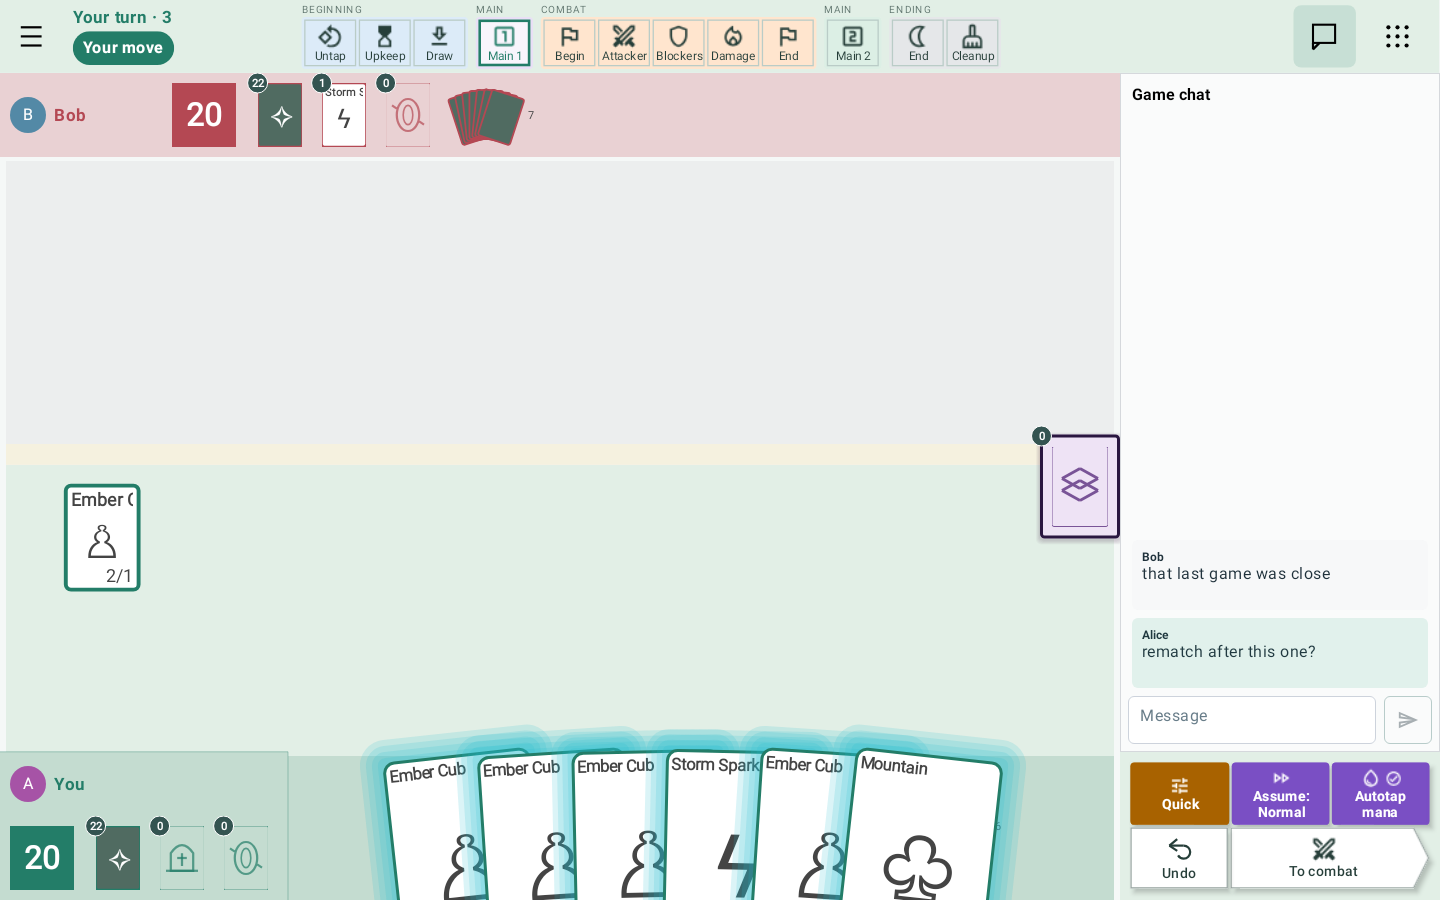 Your turn · 3
Your move
BEGINNING
MAIN
COMBAT
MAIN
ENDING
Untap
Upkeep
Draw
Main 1
Begin
Attacker
Blockers
Damage
End
Main 2
End
Cleanup
B
Bob
20
22
1
Storm S
0
7
Game chat
0
Ember C
2/1
Bob
that last game was close
Alice
rematch after this one?
Message
A
You
20
22
0
0
Ember Cub
Ember Cub
Ember Cub
Storm Spark
Ember Cub
Mountain
6
Quick
Assume:
Normal
Autotap
mana
Undo
To combat